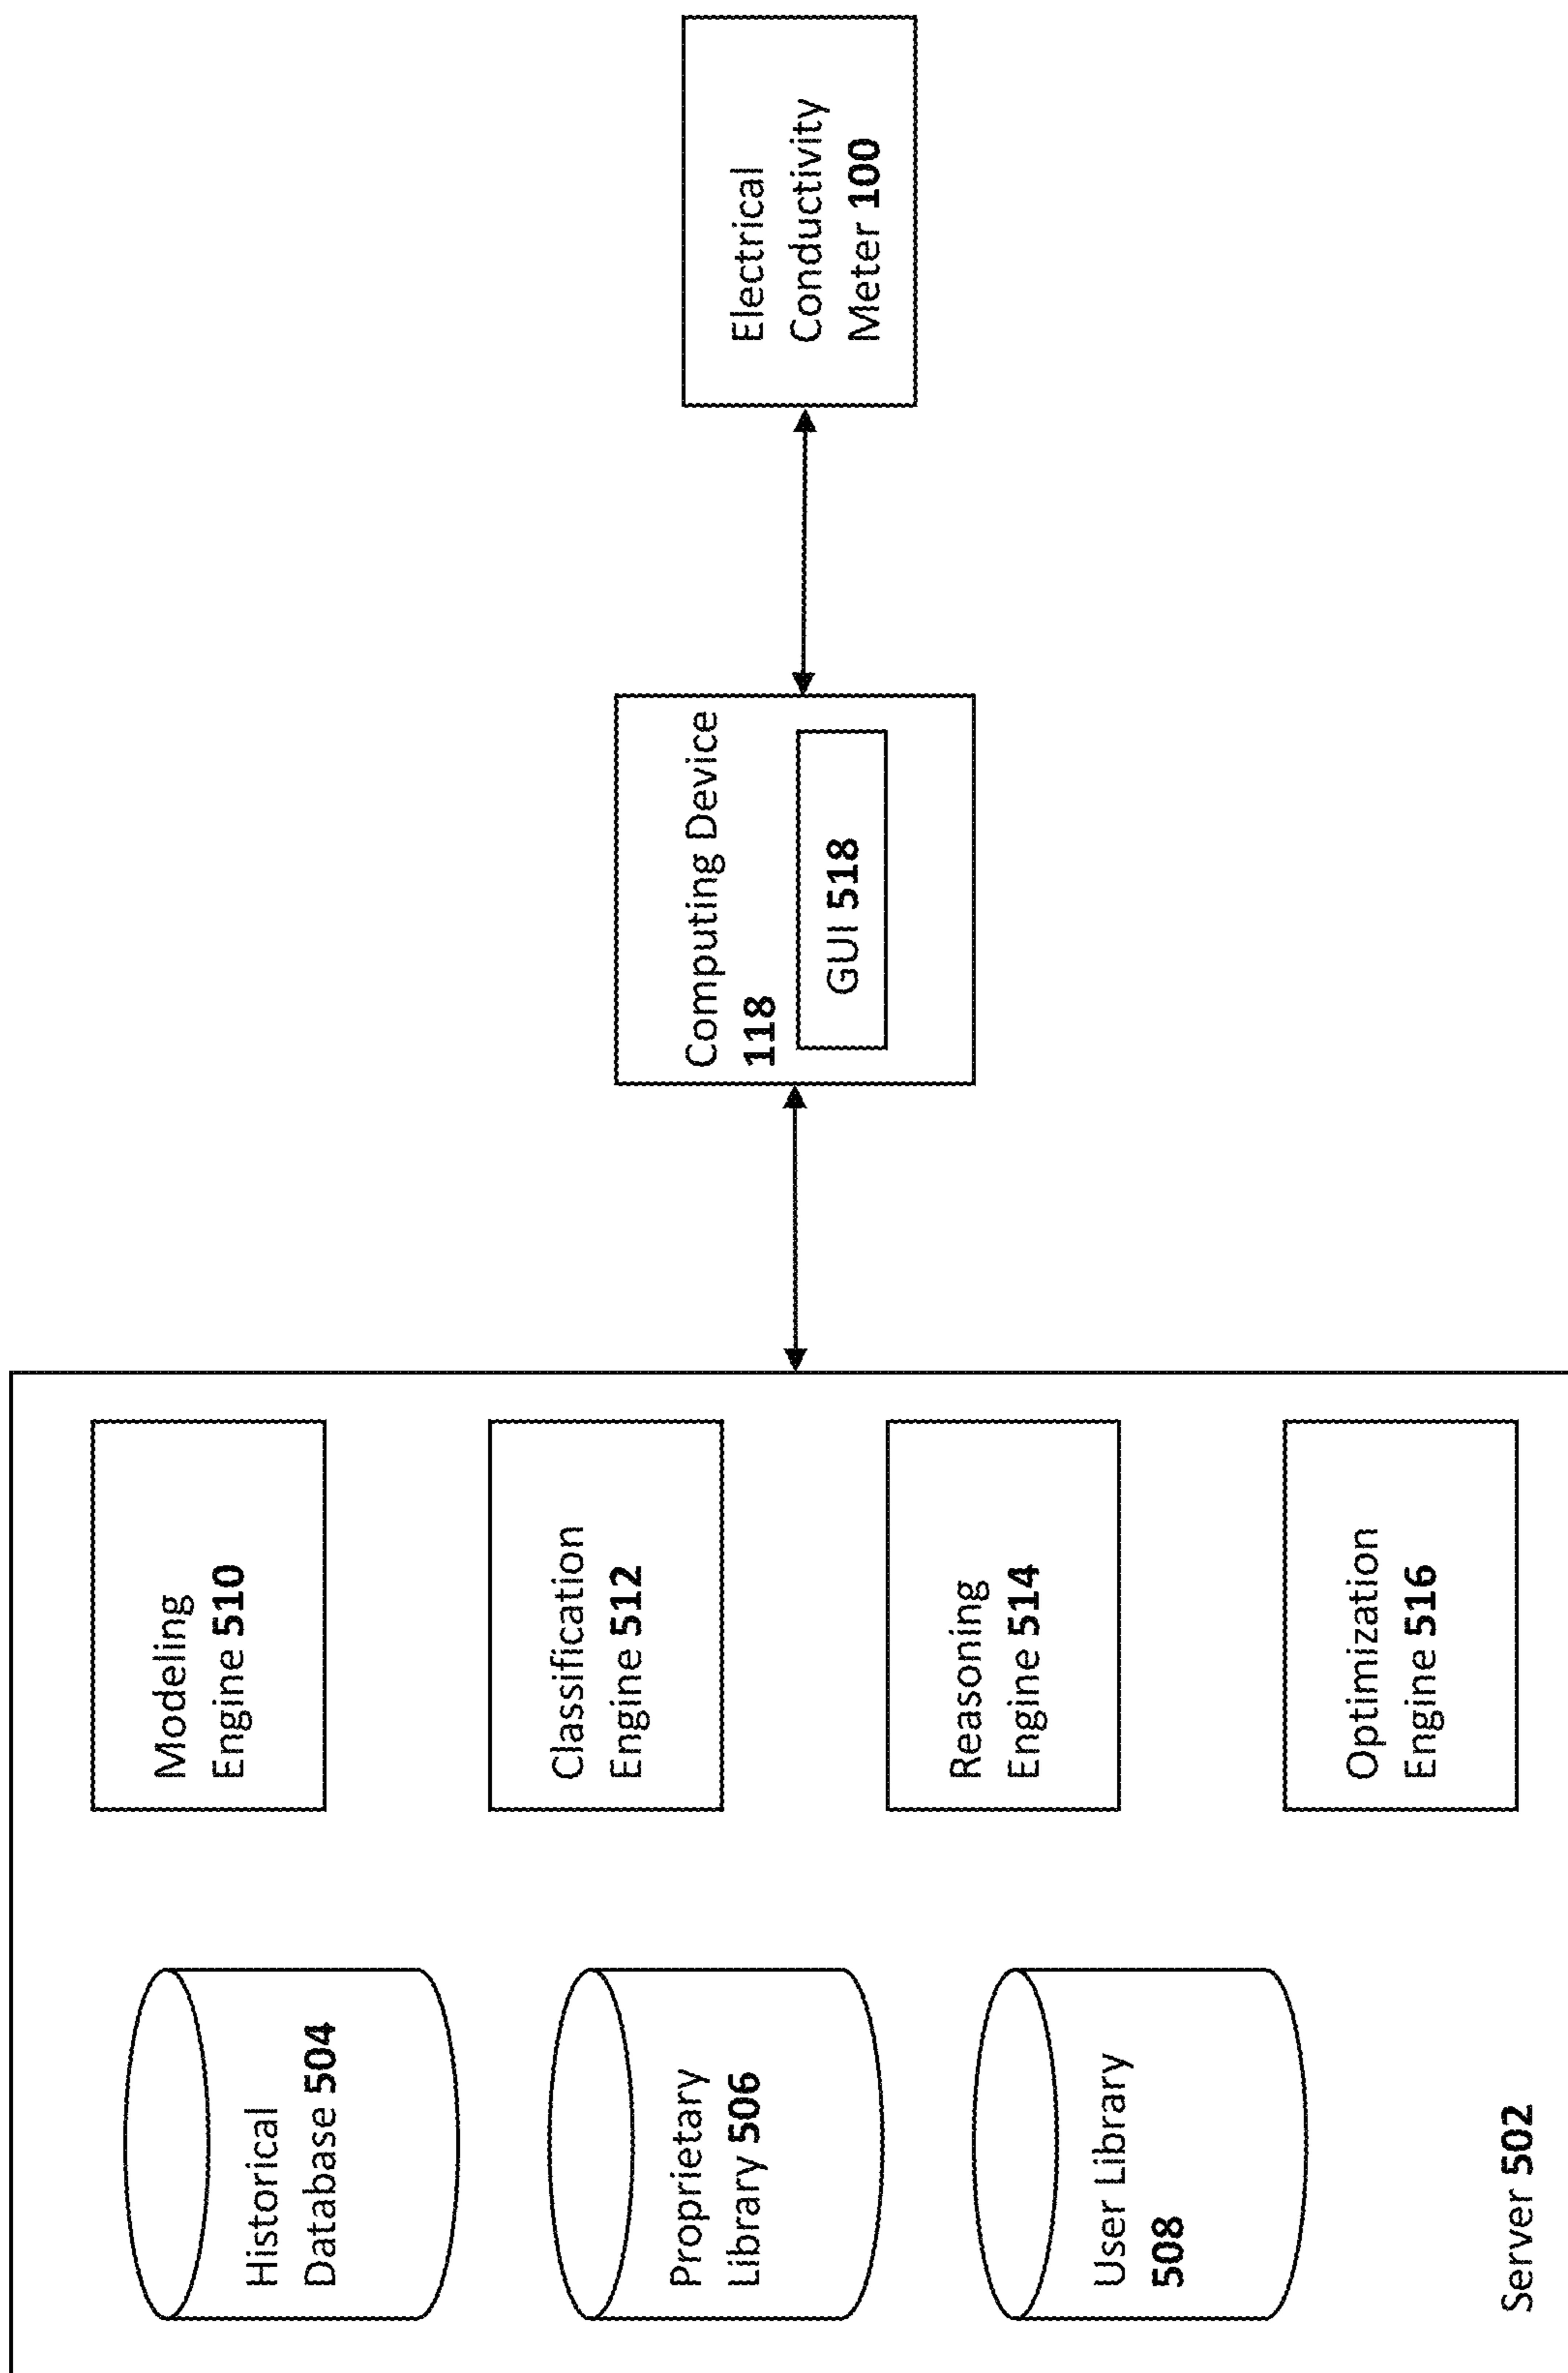 Historical
Database 504
Proprietary
Library 506
User Library
508
Server 502
Modeling
Engine 510
Classification
Engine 512
Reasoning
Engine 514
Optimization
Engine 516
Computing Device
118
GUI 518
Electrical
Conductivity
Meter 100